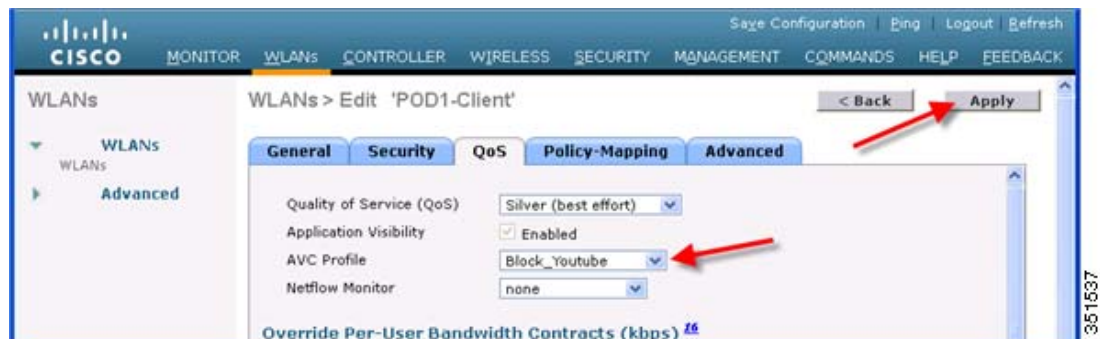 Save Configuration Ping Logout Refresh
CISCO MONITOR WLANs CONTROLLER WIRELESS SECURITY MANAGEMENT COMMANDS HELP FEEDBACK
WLANs
WLANs > Edit 'POD1-Client'
< Back
Apply
WLANs
WLANs
Advanced
General Security QoS Policy-Mapping Advanced
Quality of Service (QoS) Silver (best effort)
Application Visibility Enabled
AVC Profile Block_Youtube
Netflow Monitor none
Override Per-User Bandwidth Contracts (kbps) 16
351537